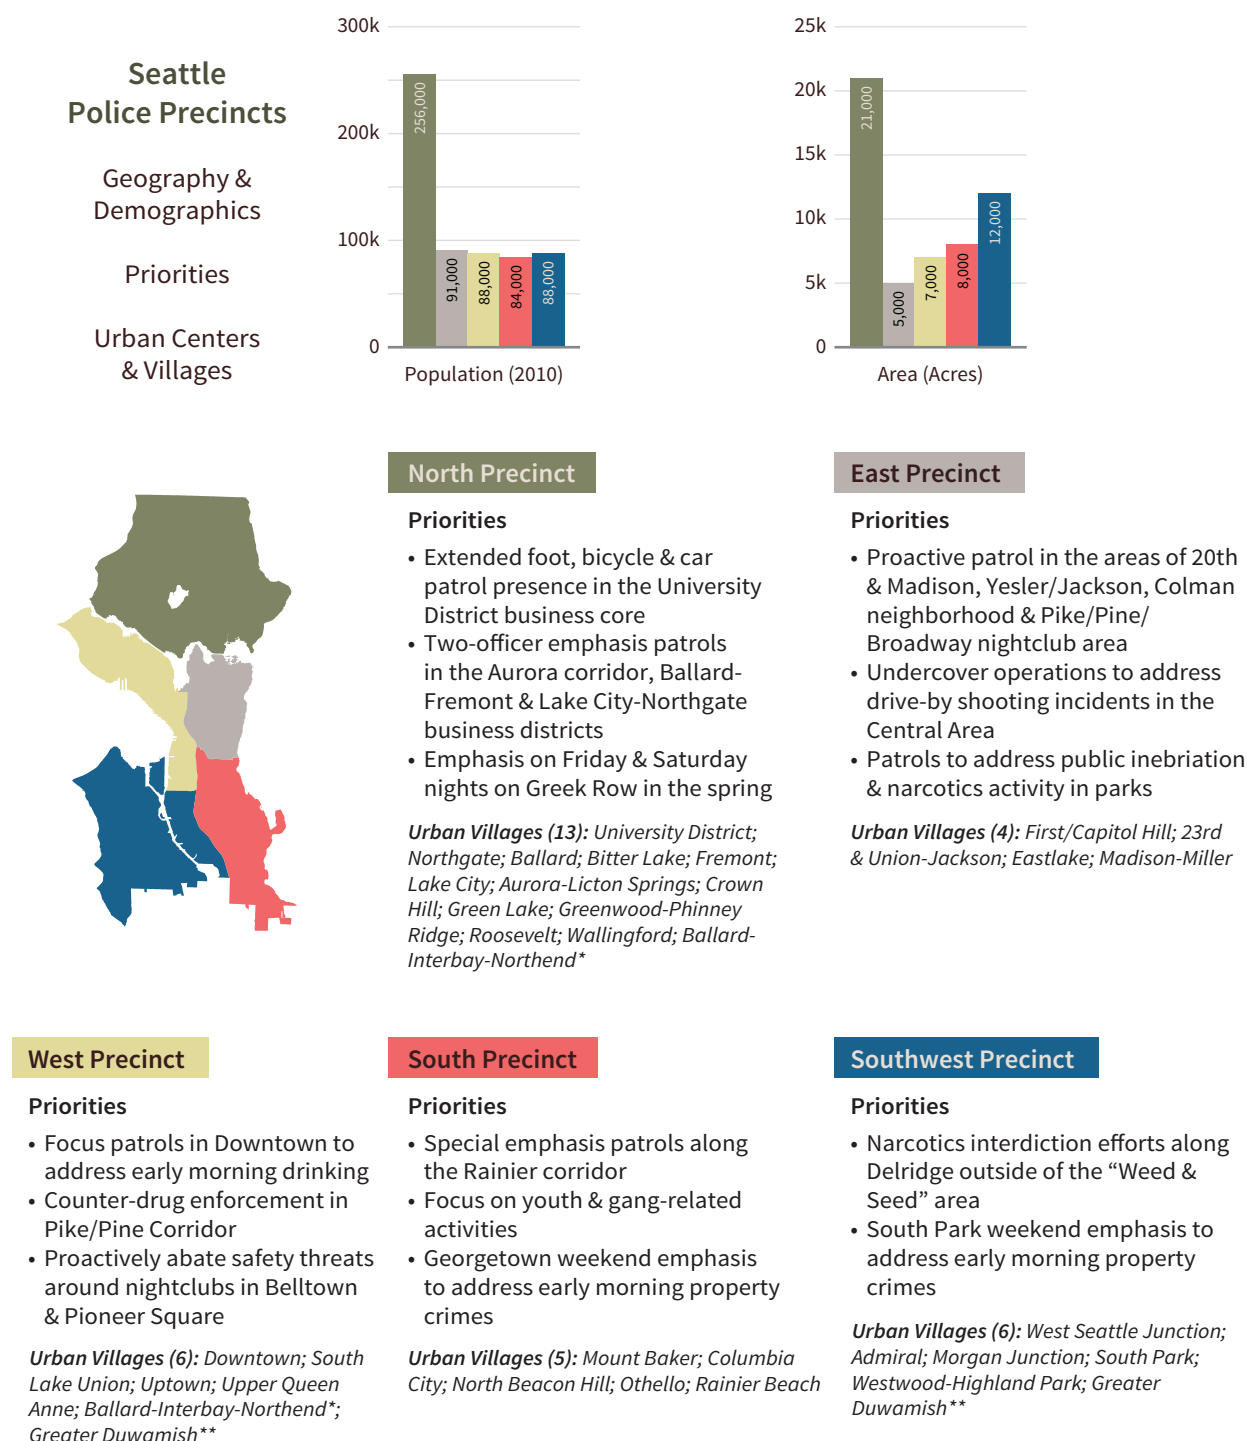 Seattle
Police Precincts
Geography &
Demographics
Priorities
Urban Centers
& Villages
300k
200k
100k
0
256,000
91,000
88,000
84,000
88,000
Population (2010)
25k
20k
15k
10k
5k
0
21,000
5,000
7,000
8,000
12,000
Area (Acres)
North Precinct
Priorities
• Extended foot, bicycle & car
patrol presence in the University
District business core
• Two-officer emphasis patrols
in the Aurora corridor, Ballard-
Fremont & Lake City-Northgate
business districts
• Emphasis on Friday & Saturday
nights on Greek Row in the spring
Urban Villages (13): University District;
Northgate; Ballard; Bitter Lake; Fremont;
Lake City; Aurora-Licton Springs; Crown
Hill; Green Lake; Greenwood-Phinney
Ridge; Roosevelt; Wallingford; Ballard-
Interbay-Northend*
East Precinct
Priorities
• Proactive patrol in the areas of 20th
& Madison, Yesler/Jackson, Colman
neighborhood & Pike/Pine/
Broadway nightclub area
• Undercover operations to address
drive-by shooting incidents in the
Central Area
• Patrols to address public inebriation
& narcotics activity in parks
Urban Villages (4): First/Capitol Hill; 23rd
& Union-Jackson; Eastlake; Madison-Miller
West Precinct
Priorities
• Focus patrols in Downtown to
address early morning drinking
• Counter-drug enforcement in
Pike/Pine Corridor
• Proactively abate safety threats
around nightclubs in Belltown
& Pioneer Square
Urban Villages (6): Downtown; South
Lake Union; Uptown; Upper Queen
Anne; Ballard-Interbay-Northend*;
Greater Duwamish**
South Precinct
Priorities
• Special emphasis patrols along
the Rainier corridor
• Focus on youth & gang-related
activities
• Georgetown weekend emphasis
to address early morning property
crimes
Urban Villages (5): Mount Baker; Columbia
City; North Beacon Hill; Othello; Rainier Beach
Southwest Precinct
Priorities
• Narcotics interdiction efforts along
Delridge outside of the “Weed &
Seed” area
• South Park weekend emphasis to
address early morning property
crimes
Urban Villages (6): West Seattle Junction;
Admiral; Morgan Junction; South Park;
Westwood-Highland Park; Greater
Duwamish**